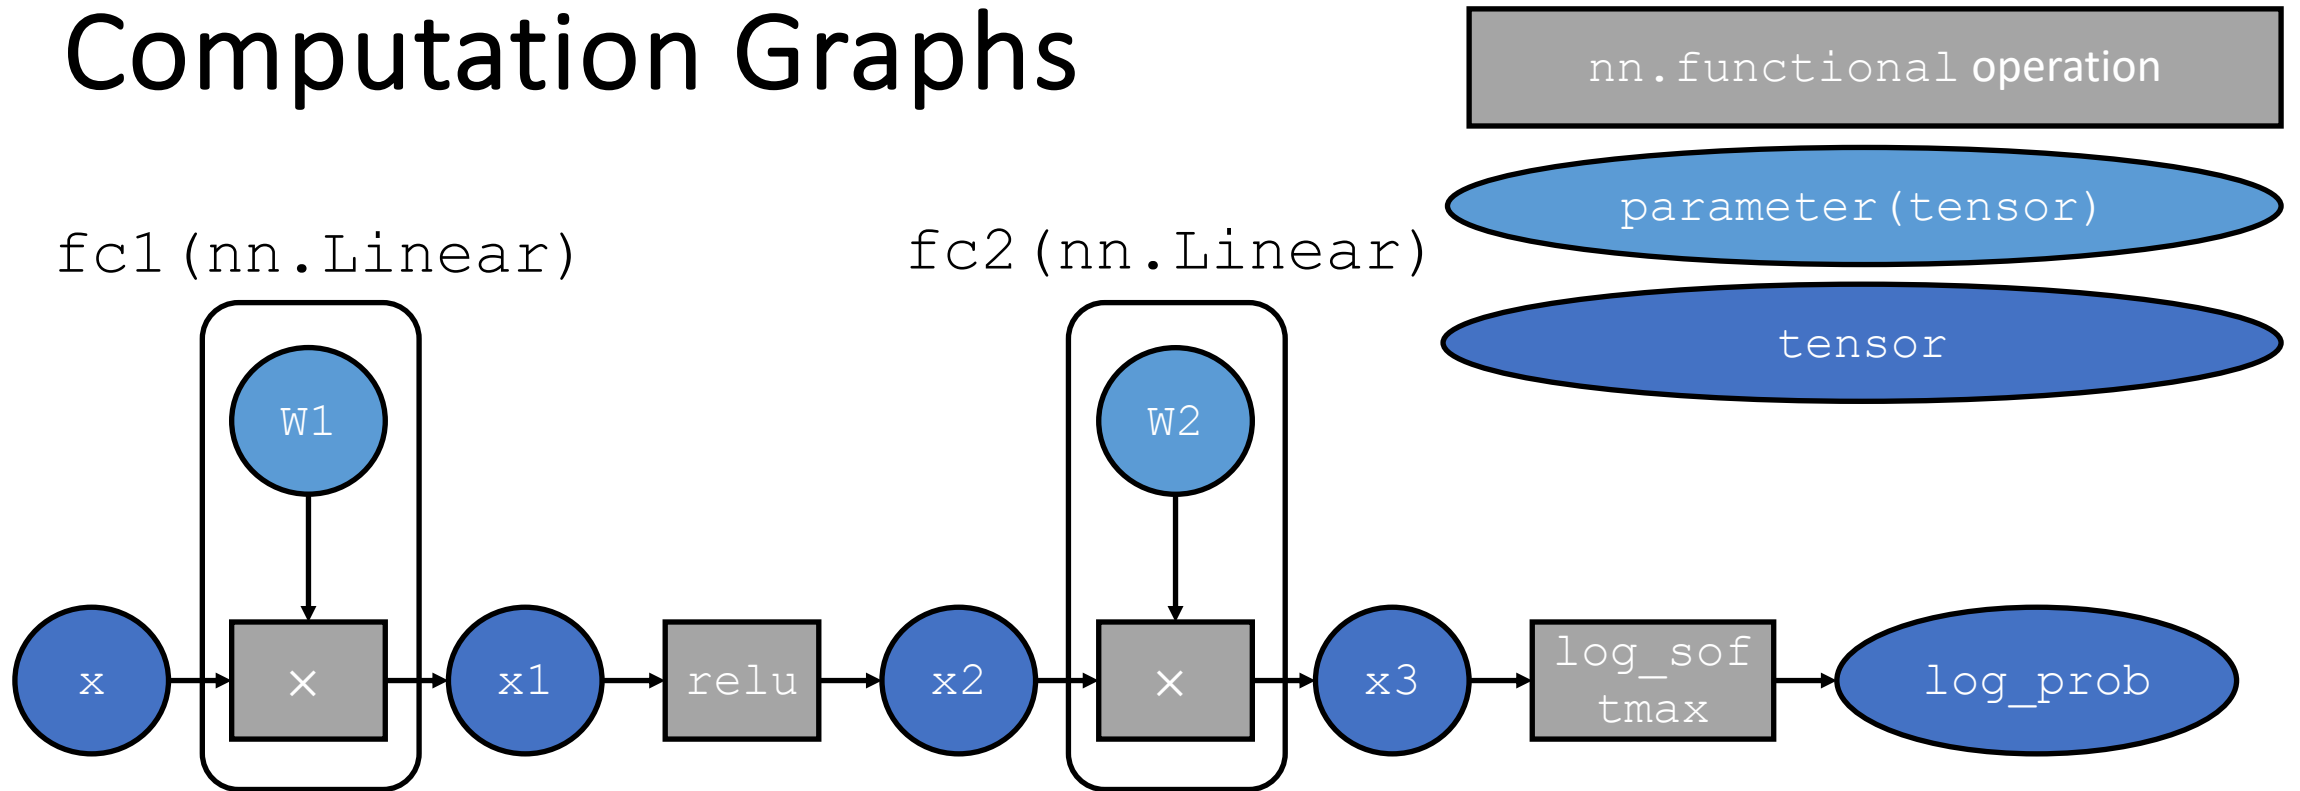 Computation Graphs
nn.functional operation
parameter(tensor)
tensor
fc1(nn.Linear)
fc2(nn.Linear)
W1
W2
x
×
x1
relu
x2
×
x3
log_sof
tmax
log_prob